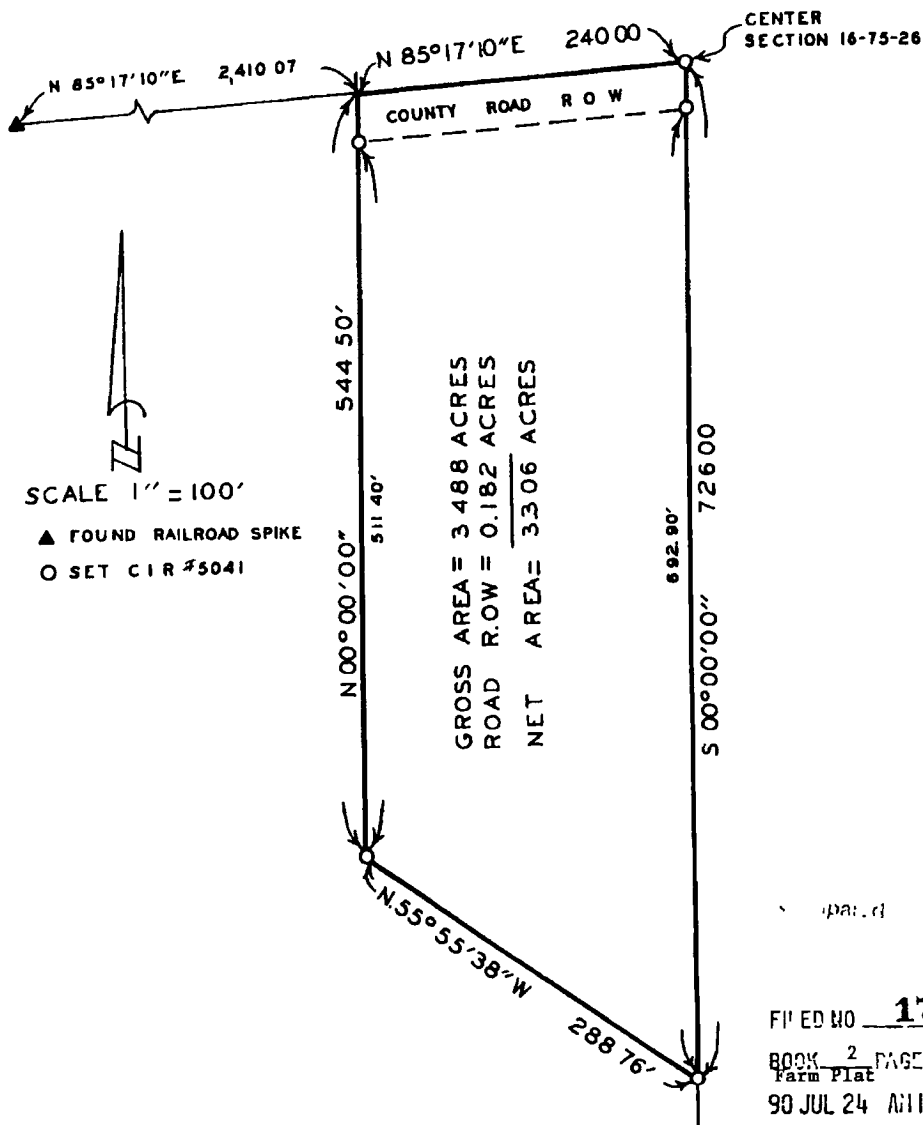 CENTER
SECTION 16-75-26
N 85°17'10"E 2,410 07
N 85°17'10"E 240 00
COUNTY ROAD R O W
544 50'
511 40'
N 00°00'00"
GROSS AREA = 3 488 ACRES
ROAD R.OW = 0.182 ACRES
NET AREA = 3.306 ACRES
726 00
692.90'
S 00°00'00"
SCALE 1" = 100'
▲ FOUND RAILROAD SPIKE
O SET C I R #5041
N.55°55'38"W 288 76'
FILED NO 17
BOOK 2 PAGE
Farm Plat
90 JUL 24